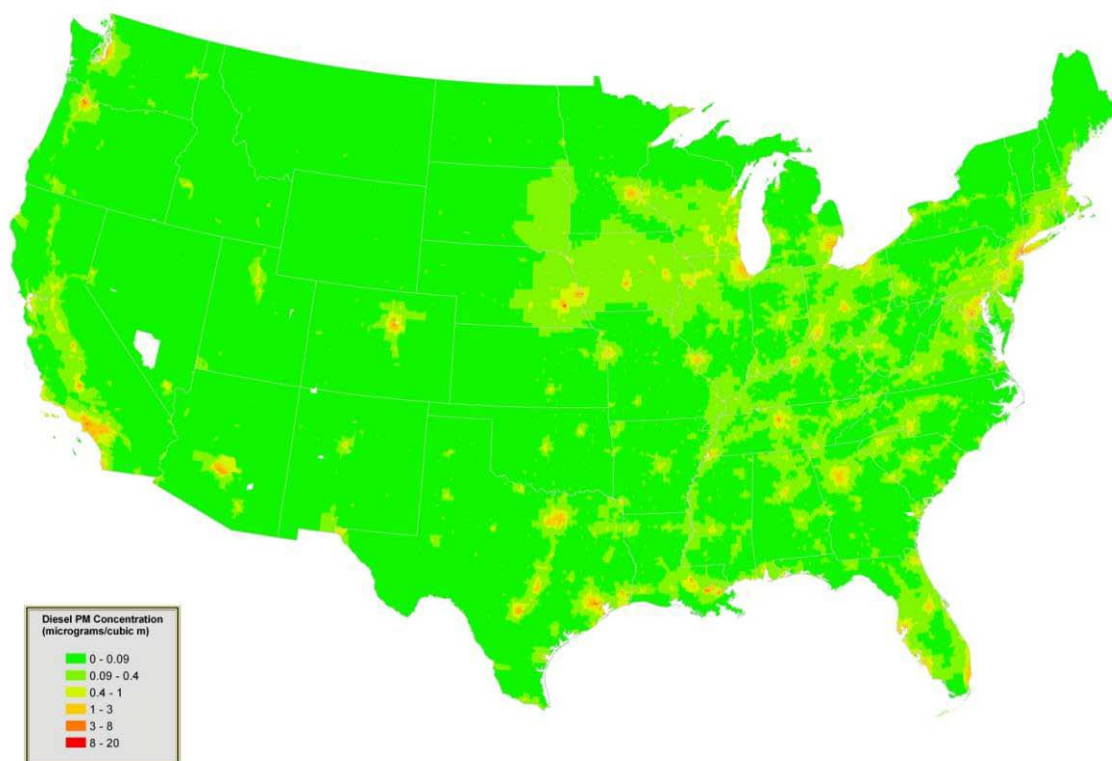 Diesel PM Concentration
(micrograms/cubic m)
0 - 0.09
0.09 - 0.4
0.4 - 1
1 - 3
3 - 8
8 - 20